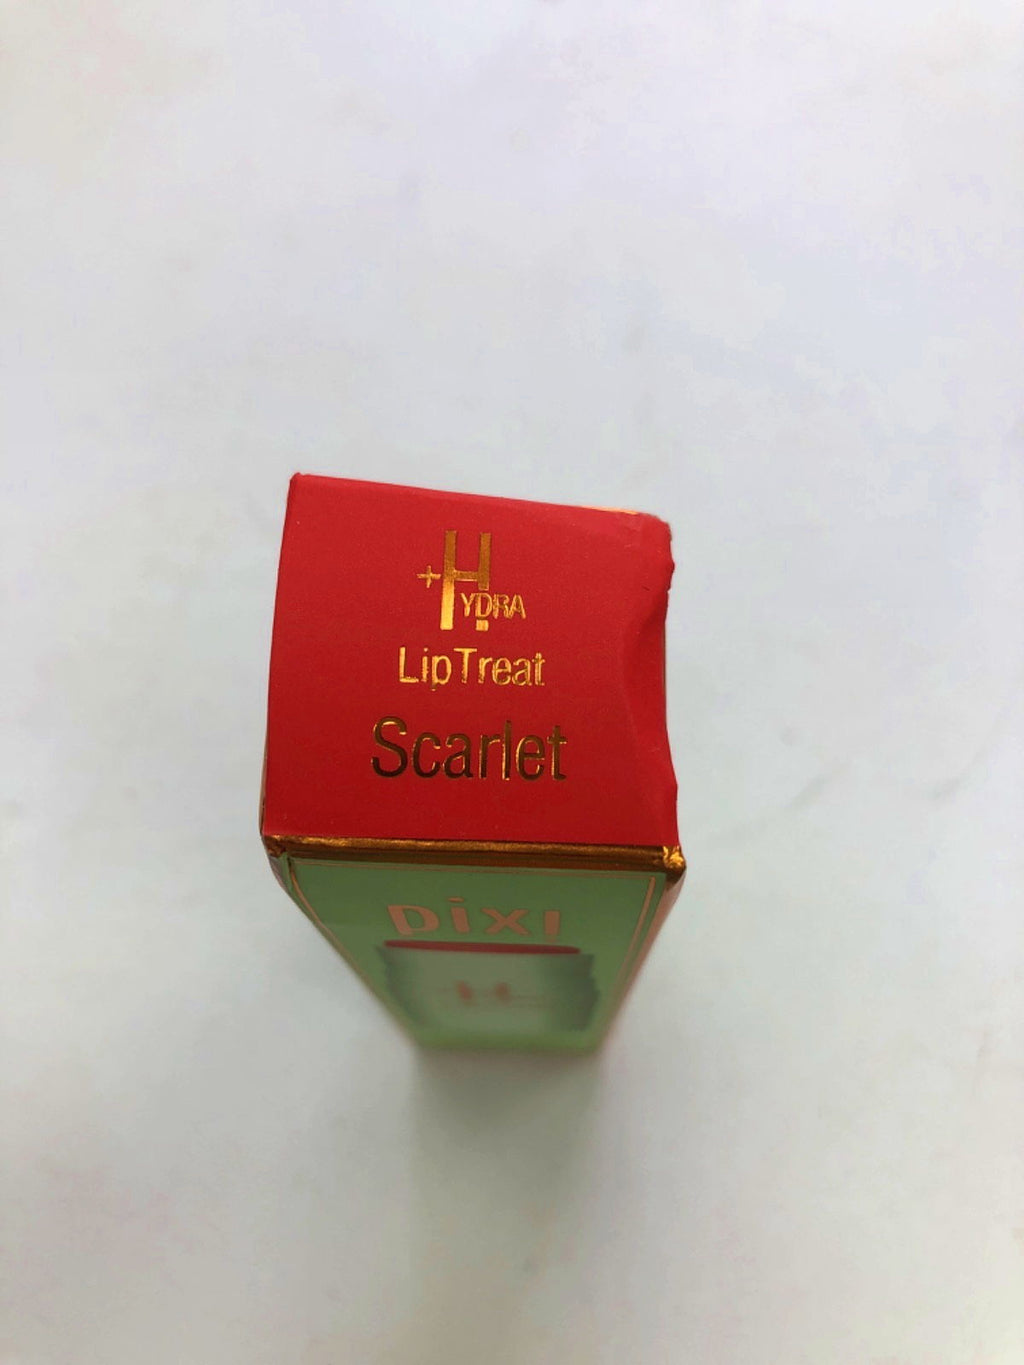 +HYDRA
LipTreat
Scarlet
pixi
+H